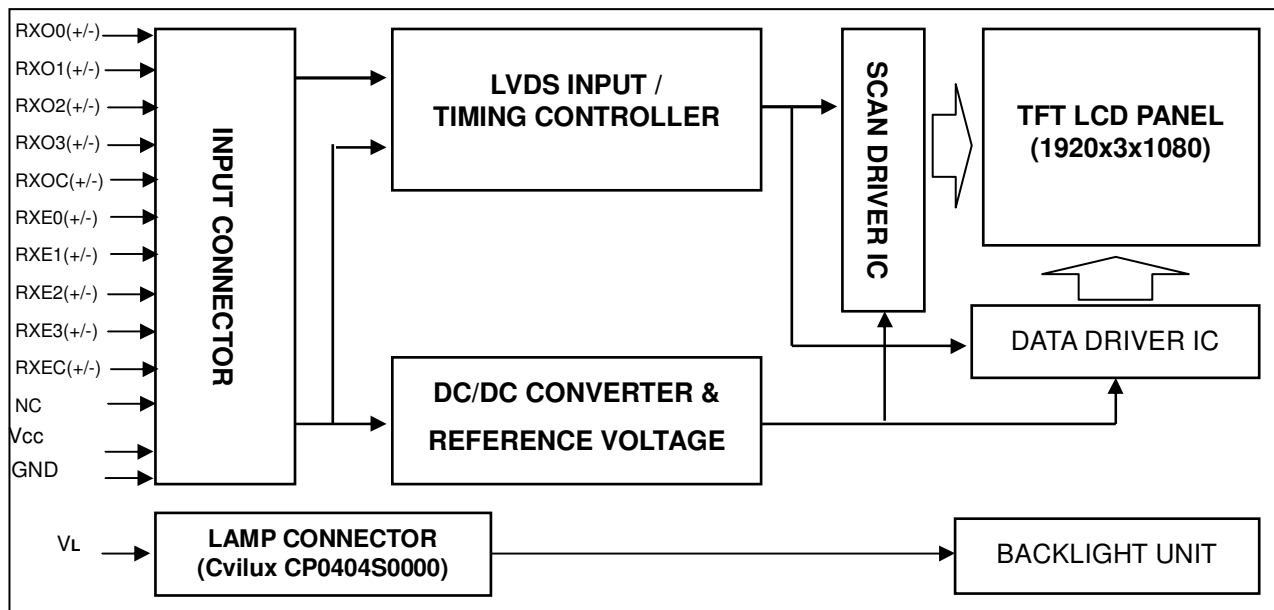 RXO0(+/-)
RXO1(+/-)
RXO2(+/-)
RXO3(+/-)
RXOC(+/-)
RXE0(+/-)
RXE1(+/-)
RXE2(+/-)
RXE3(+/-)
RXEC(+/-)
NC
Vcc
GND
VL
INPUT CONNECTOR
LVDS INPUT /
TIMING CONTROLLER
DC/DC CONVERTER &
REFERENCE VOLTAGE
SCAN DRIVER IC
TFT LCD PANEL
(1920x3x1080)
DATA DRIVER IC
LAMP CONNECTOR
(Cvilux CP0404S0000)
BACKLIGHT UNIT